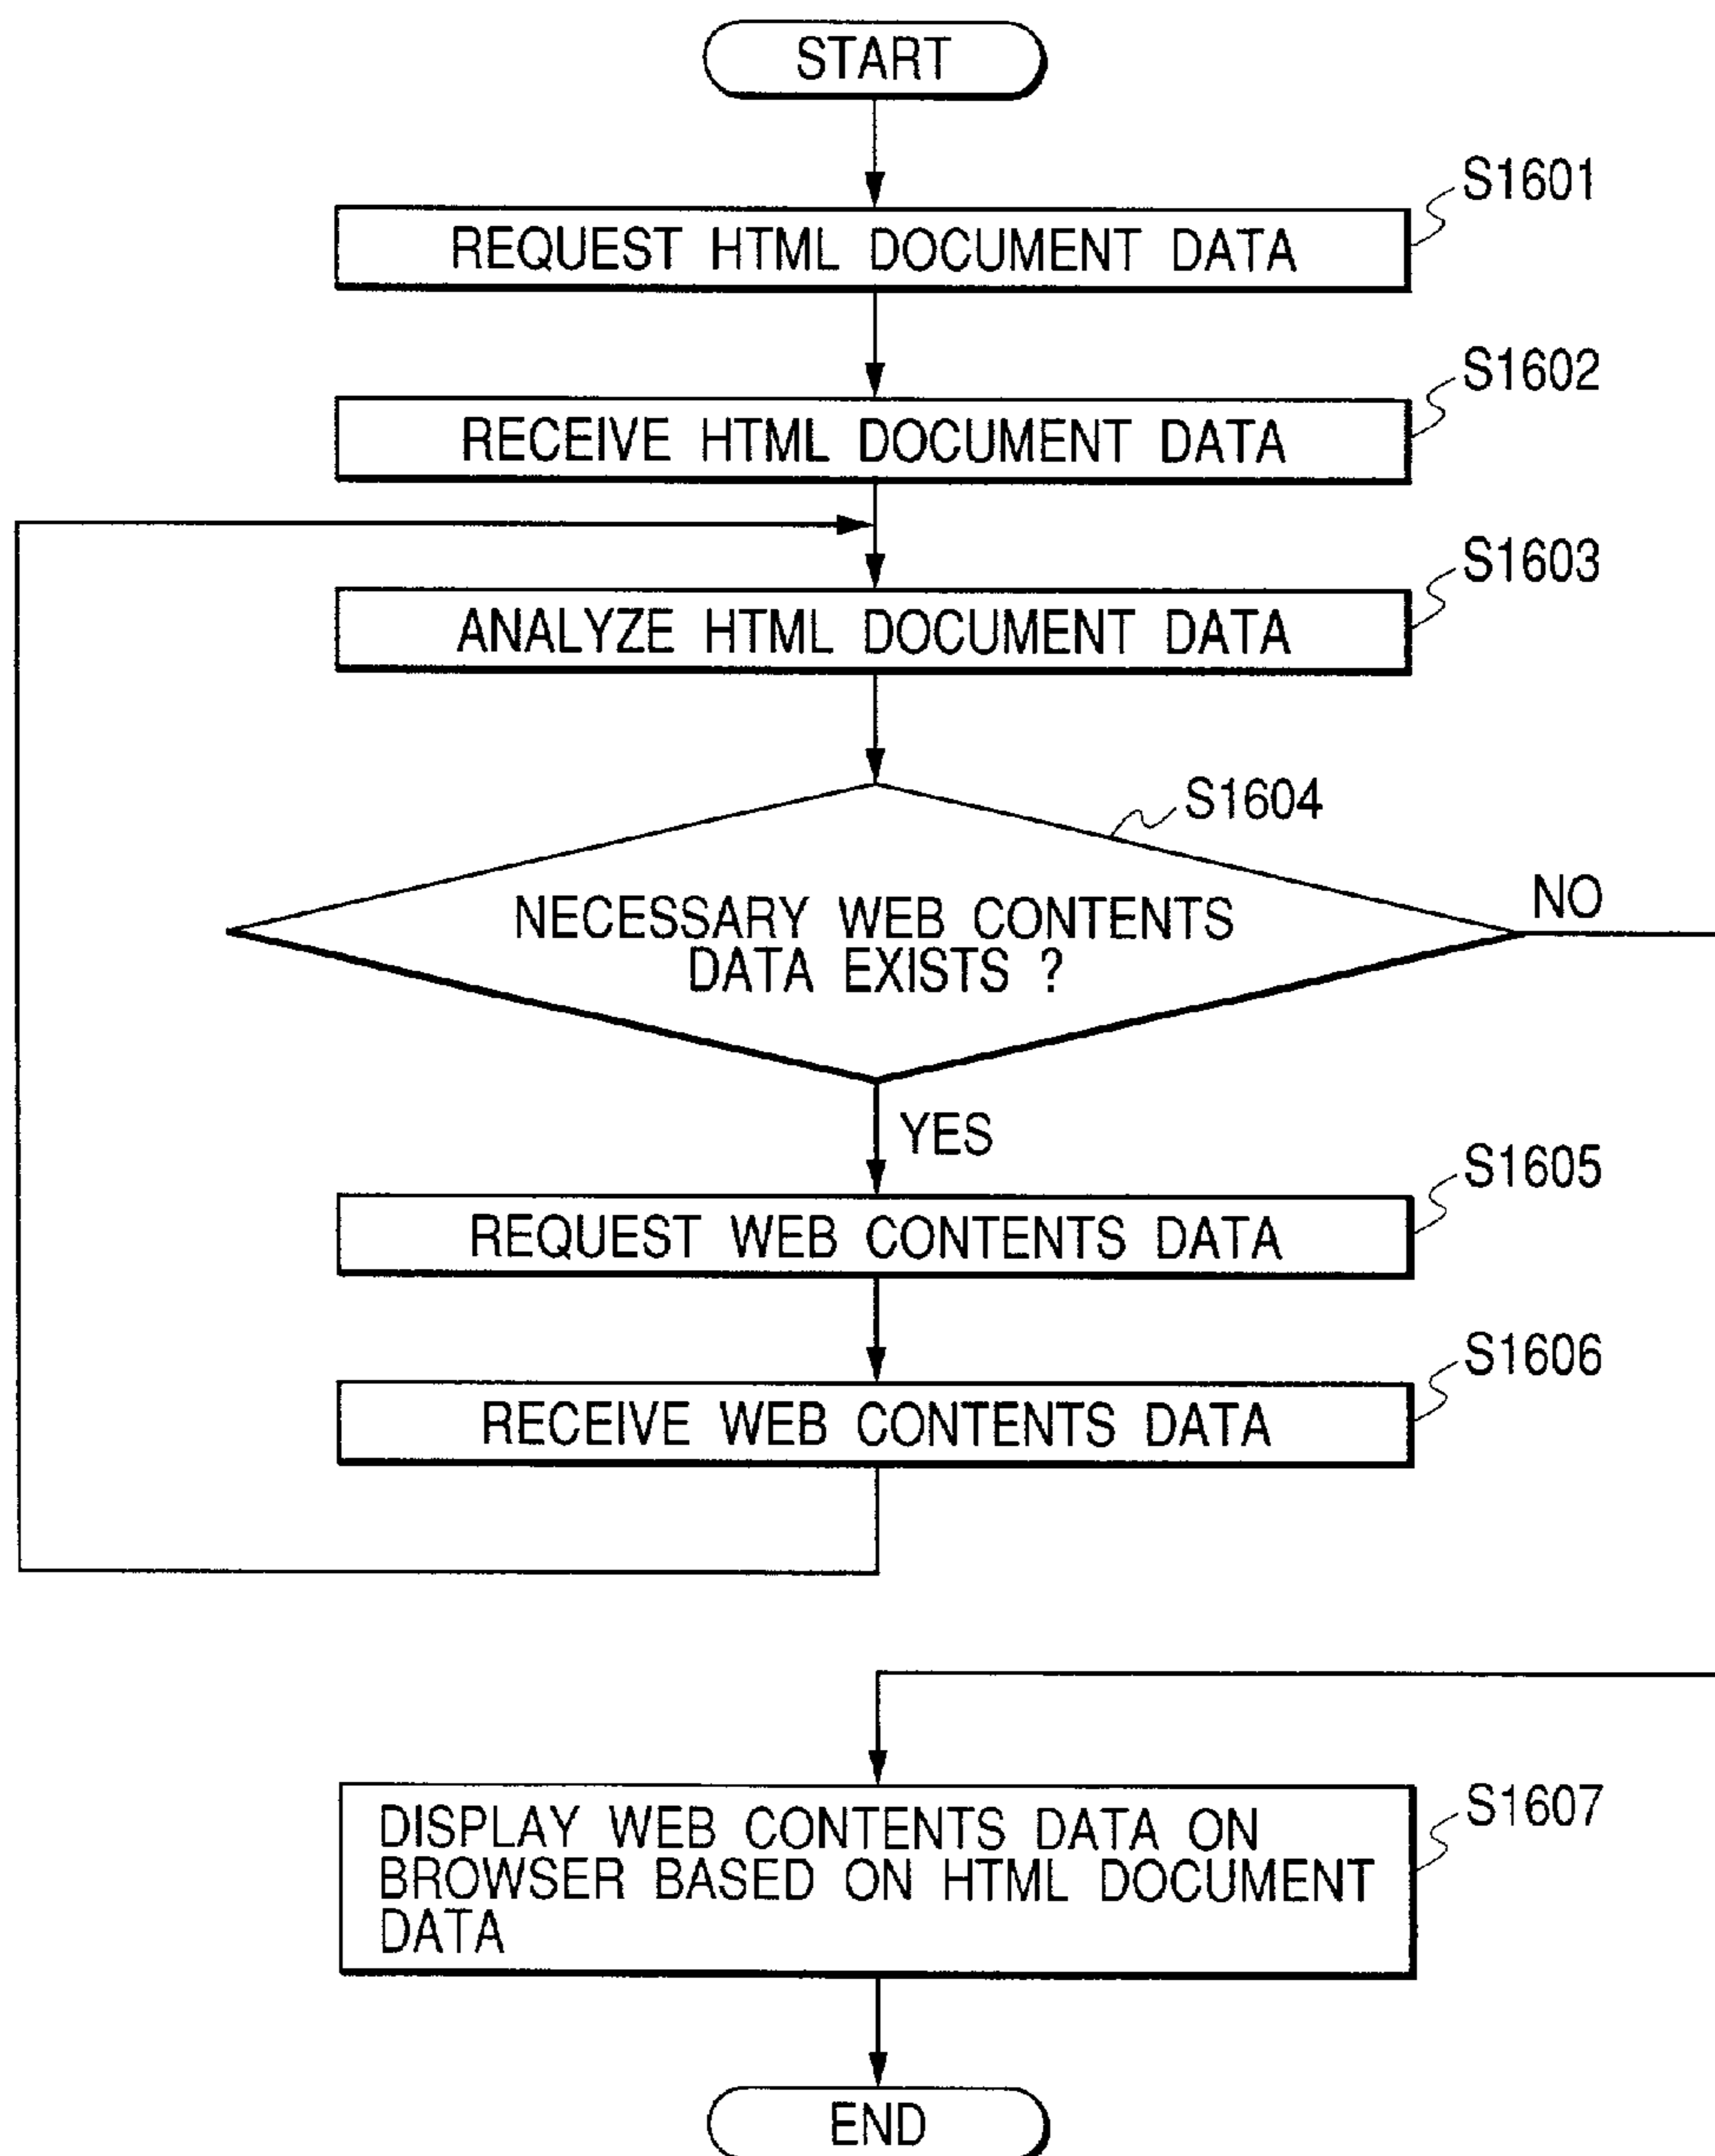 START
S1601
REQUEST HTML DOCUMENT DATA
S1602
RECEIVE HTML DOCUMENT DATA
S1603
ANALYZE HTML DOCUMENT DATA
S1604
NECESSARY WEB CONTENTS
DATA EXISTS ?
NO
YES
S1605
REQUEST WEB CONTENTS DATA
S1606
RECEIVE WEB CONTENTS DATA
S1607
DISPLAY WEB CONTENTS DATA ON
BROWSER BASED ON HTML DOCUMENT
DATA
END